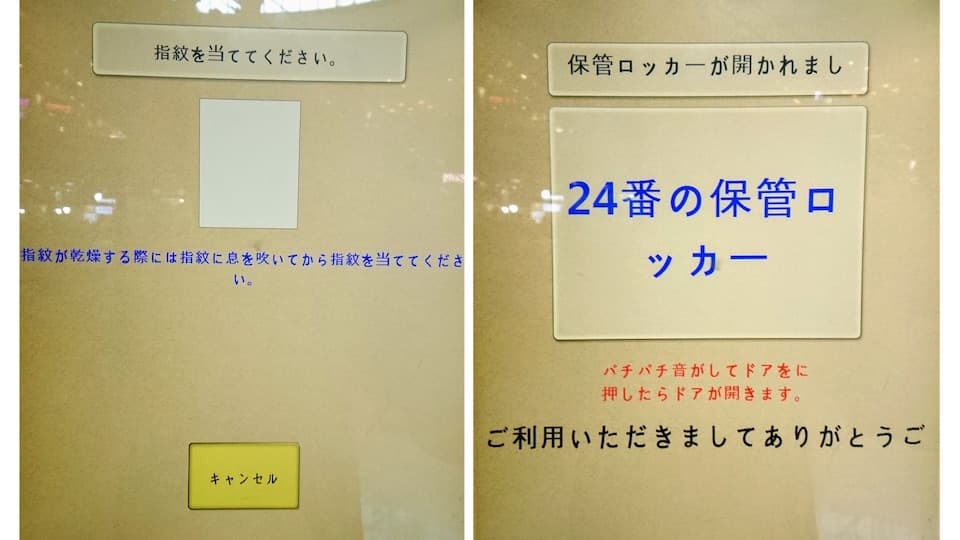 指紋を当ててください。
指紋が乾燥する際には指紋に息を吹いてから指紋を当ててくださ
い。
キャンセル
保管ロッカーが開かれまし
24番の保管ロ
ッカー
パチパチ音がしてドアをに
押したらドアが開きます。
ご利用いただきましてありがとうご